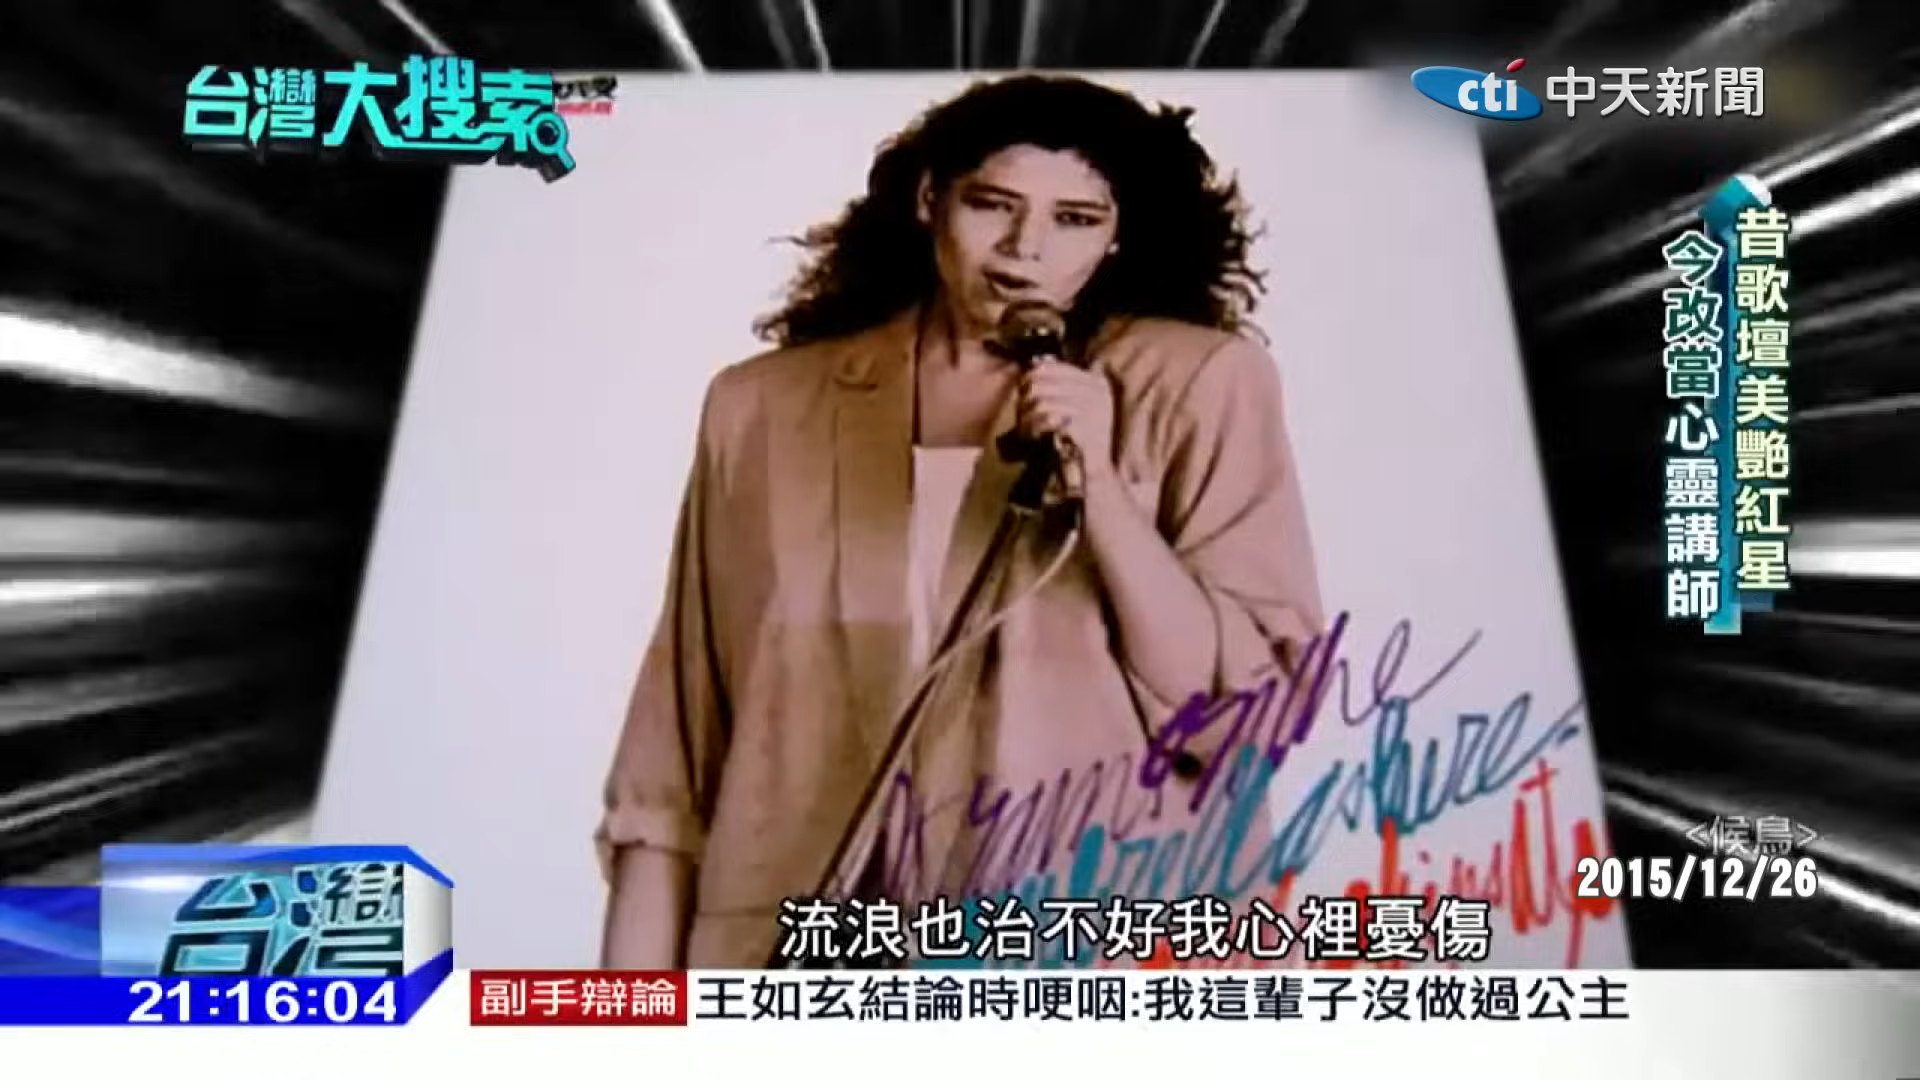 台灣大搜索
cti 中天新聞
昔歌壇美艷紅星
今改當心靈講師
<候鳥>
2015/12/26
流浪也治不好我心裡憂傷
台灣
21:16:04
副手辯論 王如玄結論時哽咽:我這輩子沒做過公主